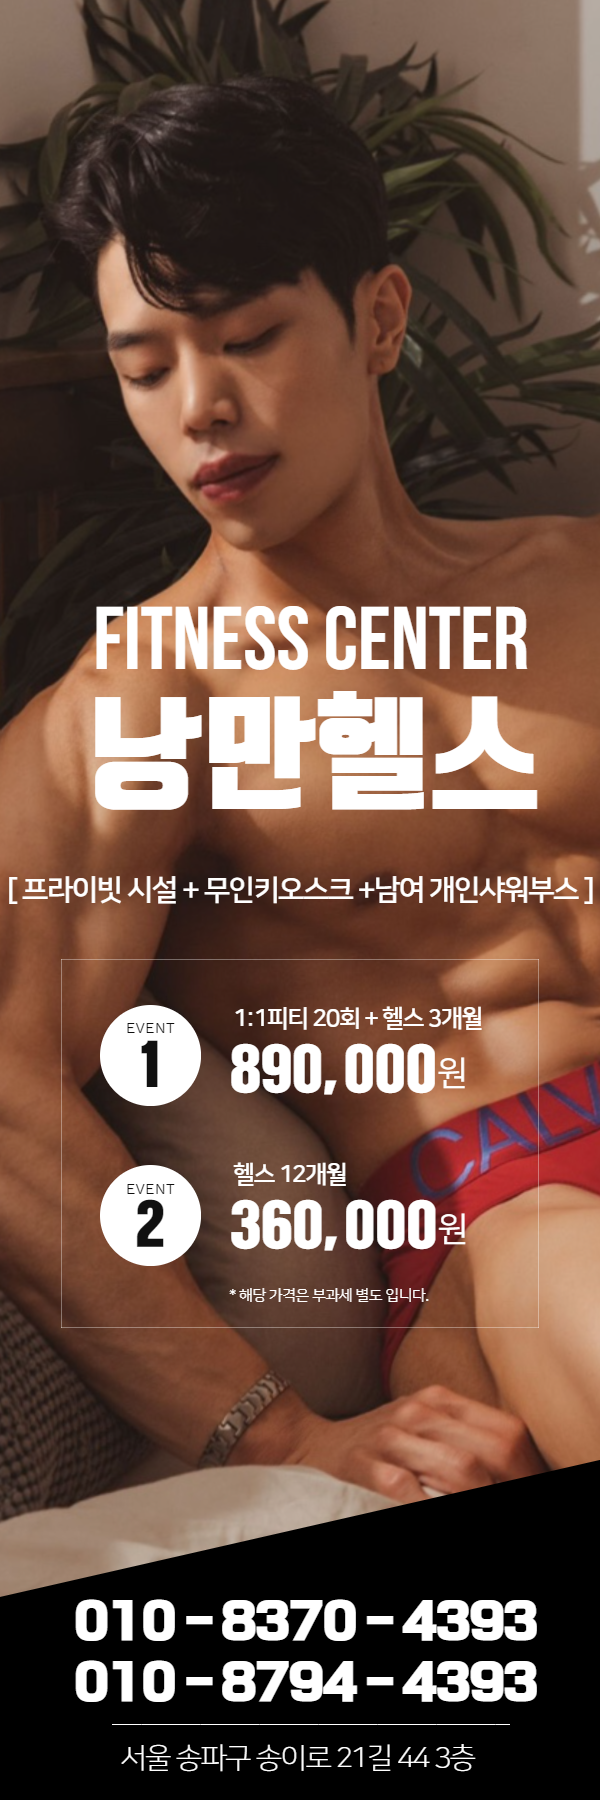 FITNESS CENTER
낭만헬스
[ 프라이빗 시설 + 무인키오스크 +남여 개인샤워부스 ]
EVENT
1
1:1피티 20회 + 헬스 3개월
890,000원
EVENT
2
헬스 12개월
360,000원
* 해당 가격은 부과세 별도 입니다.
CALV
010-8370-4393
010-8794-4393
서울 송파구 송이로 21길 44 3층